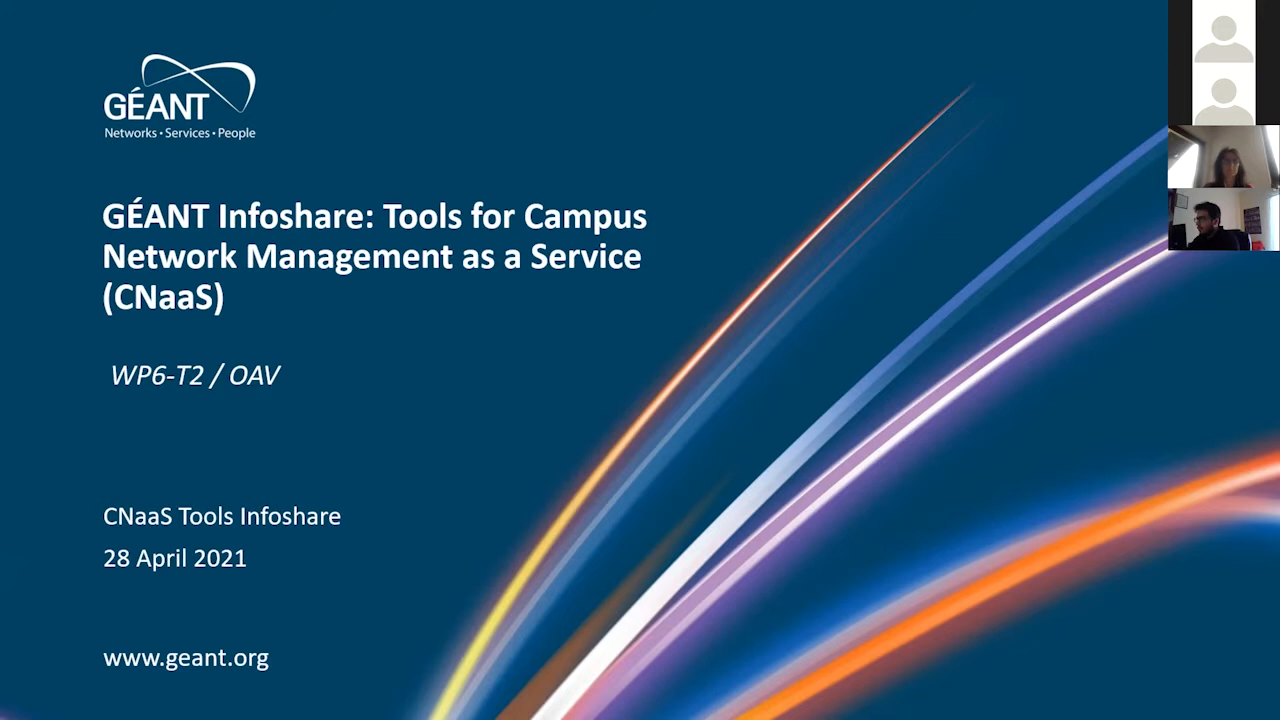 GÉANT
Networks • Services • People
GÉANT Infoshare: Tools for Campus
Network Management as a Service
(CNaaS)
WP6-T2 / OAV
CNaaS Tools Infoshare
28 April 2021
www.geant.org